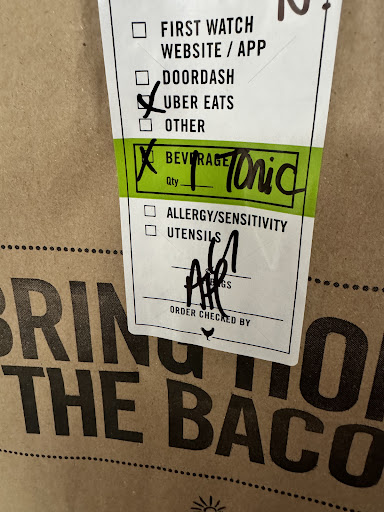 FIRST WATCH
WEBSITE / APP
DOORDASH
UBER EATS
OTHER
BEVERAGE
Qty 1 Tonic
ALLERGY/SENSITIVITY
UTENSILS
ORDER CHECKED BY
BRING HO
THE BACO